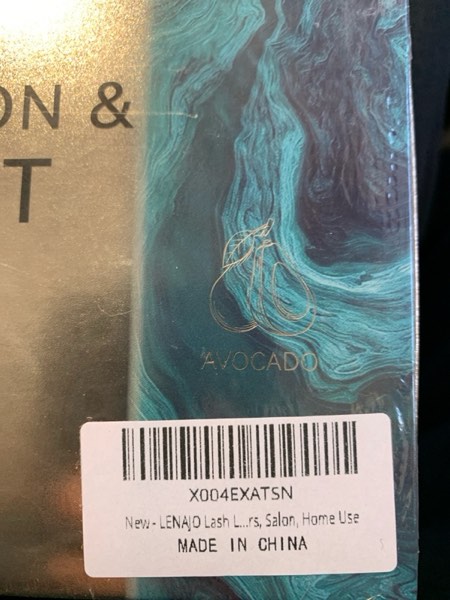 ON &
T
AVOCADO
X004EXATSN
New - LENAJO Lash L...rs, Salon, Home Use
MADE IN CHINA